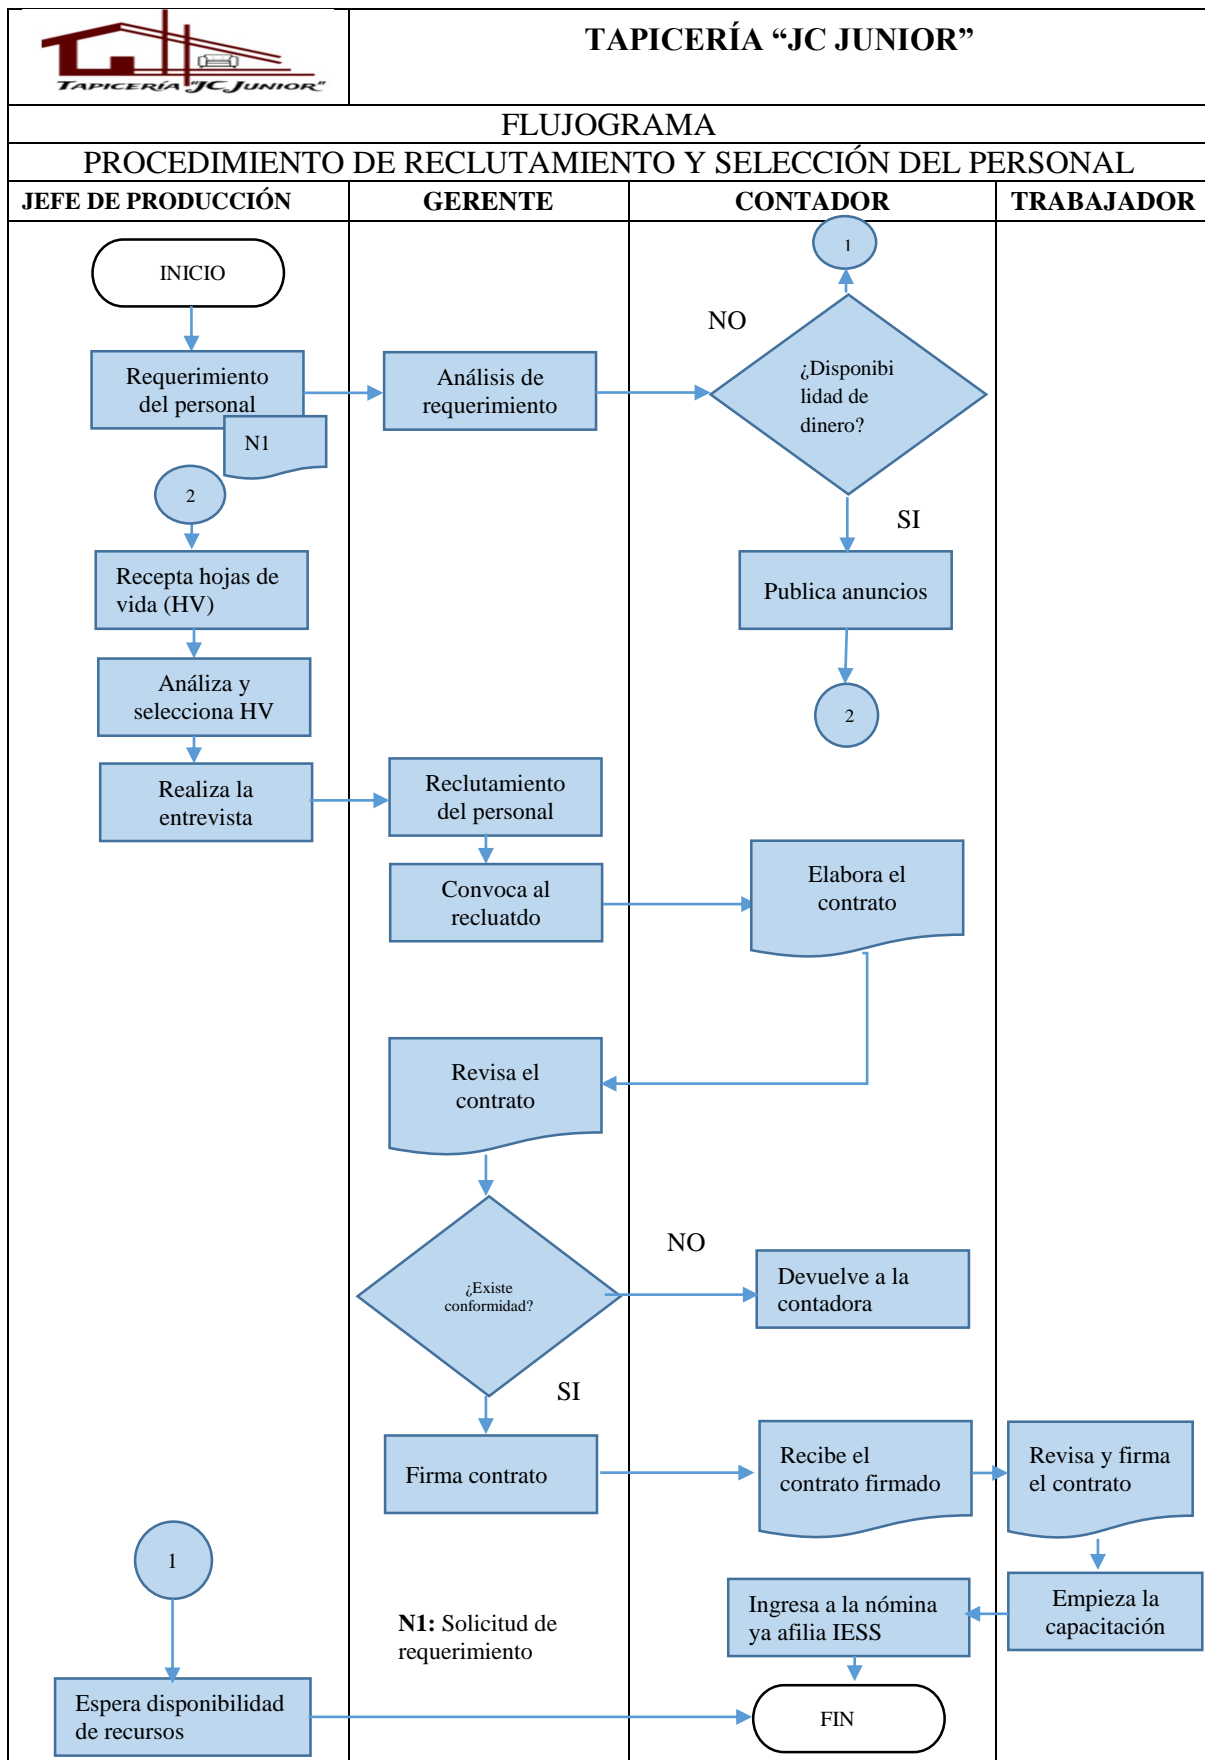 TAPICERÍA "JC JUNIOR"
TAPICERÍA “JC JUNIOR”
FLUJOGRAMA
PROCEDIMIENTO DE RECLUTAMIENTO Y SELECCIÓN DEL PERSONAL
JEFE DE PRODUCCIÓN
GERENTE
CONTADOR
TRABAJADOR
INICIO
1
NO
Requerimiento
del personal
N1
Análisis de
requerimiento
¿Disponibi
lidad de
dinero?
SI
2
Recepta hojas de
vida (HV)
Publica anuncios
Análiza y
selecciona HV
2
Realiza la
entrevista
Reclutamiento
del personal
Convoca al
recluatdo
Elabora el
contrato
Revisa el
contrato
¿Existe
conformidad?
NO
Devuelve a la
contadora
SI
Firma contrato
Recibe el
contrato firmado
Revisa y firma
el contrato
1
Empieza la
capacitación
Ingresa a la nómina
ya afilia IESS
N1: Solicitud de
requerimiento
Espera disponibilidad
de recursos
FIN